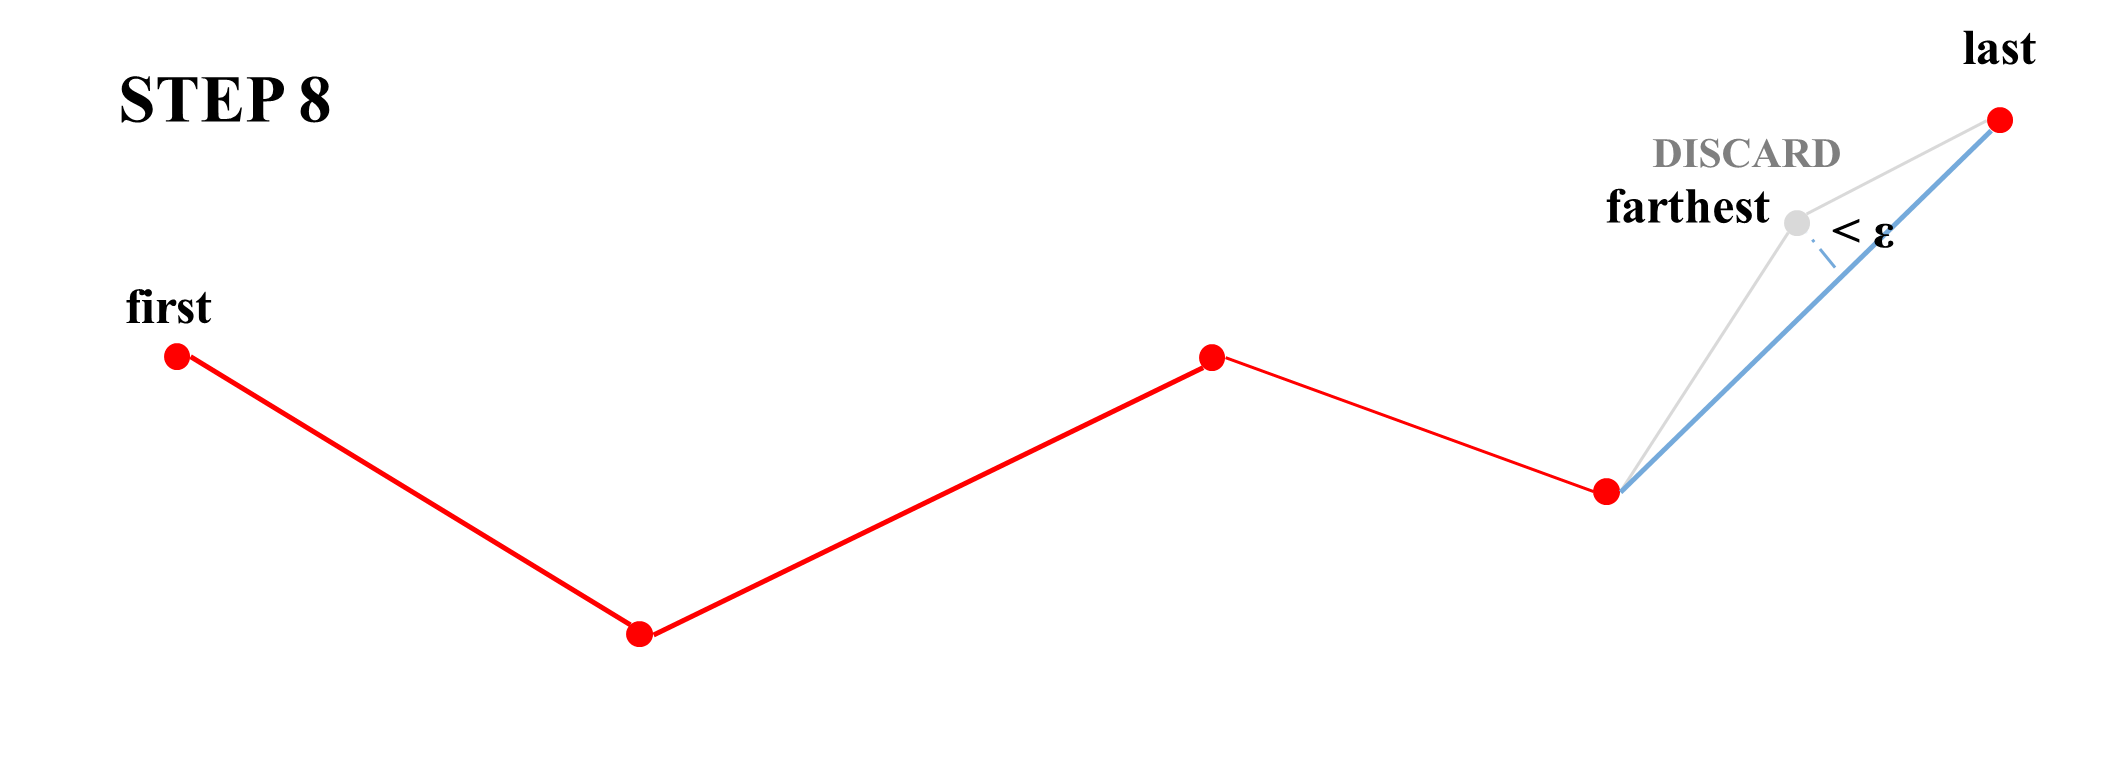 STEP 8
last
DISCARD
farthest
< ε
first